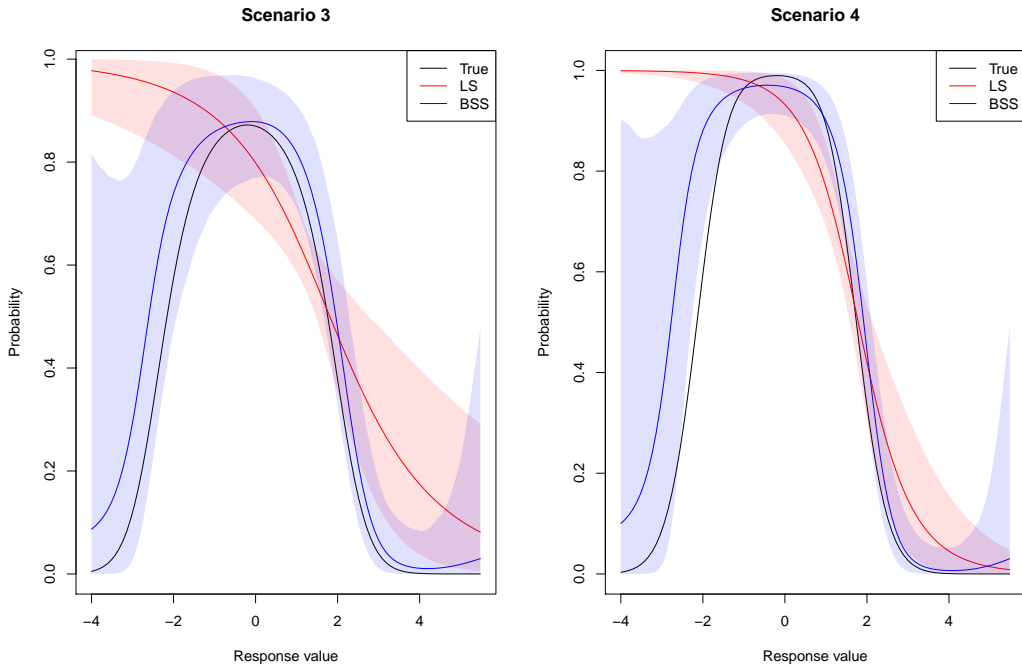 Scenario 3
True
LS
BSS
Probability
0.0
0.2
0.4
0.6
0.8
1.0
−4
−2
0
2
4
Response value
Scenario 4
True
LS
BSS
Probability
0.0
0.2
0.4
0.6
0.8
1.0
−4
−2
0
2
4
Response value